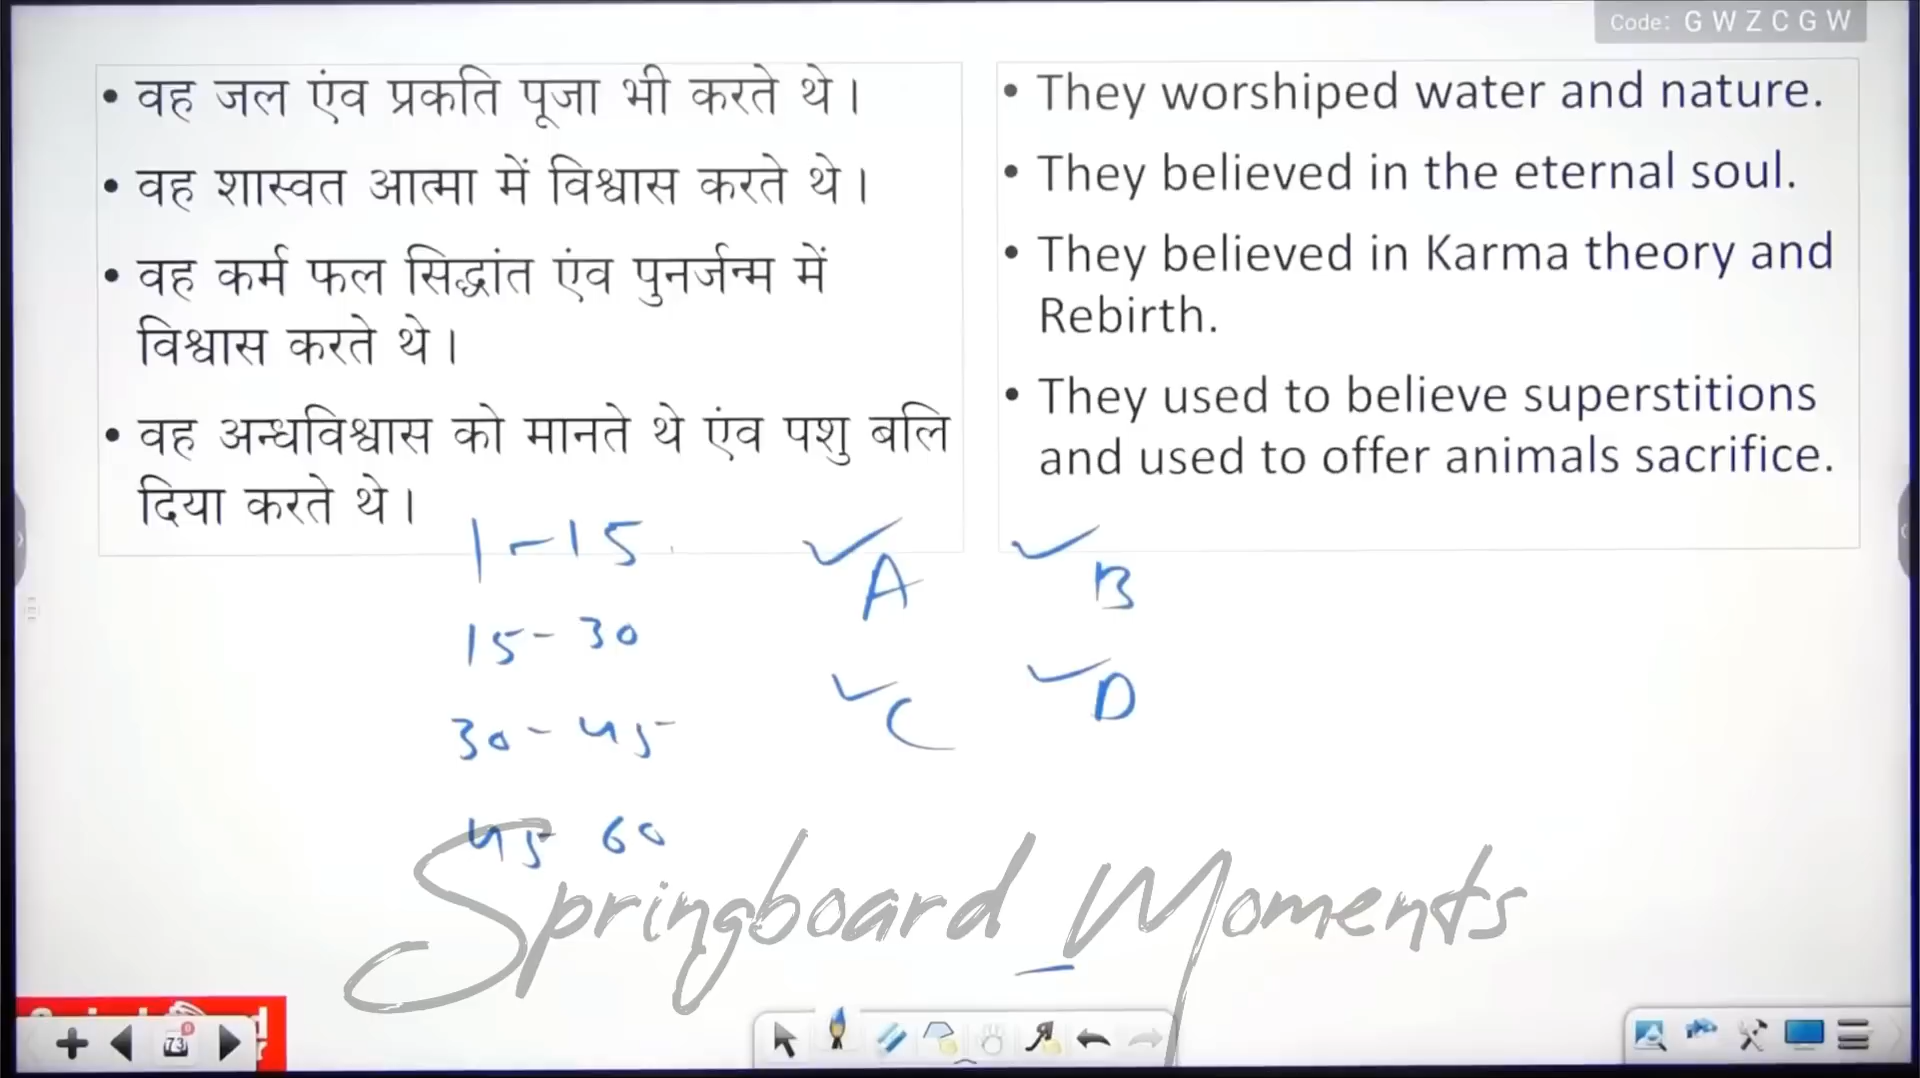 Code: G W Z C G W
• वह जल एंव प्रकति पूजा भी करते थे।
• वह शास्वत आत्मा में विश्वास करते थे।
• वह कर्म फल सिद्धांत एंव पुनर्जन्म में
विश्वास करते थे।
• वह अन्धविश्वास को मानते थे एंव पशु बलि
दिया करते थे।
• They worshiped water and nature.
• They believed in the eternal soul.
• They believed in Karma theory and
Rebirth.
• They used to believe superstitions
and used to offer animals sacrifice.
1-15
15-30
30-45
45 60
✓A ✓B
✓C ✓D
Springboard Moments
73